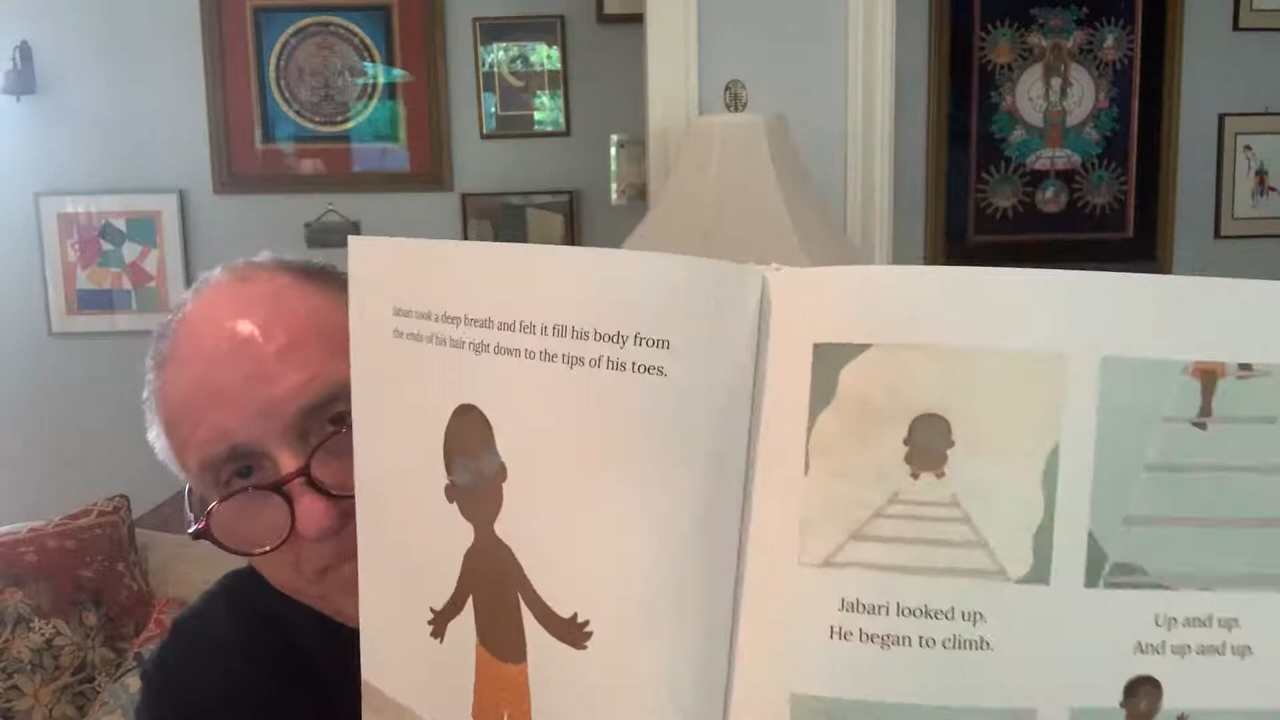 Jabari took a deep breath and felt it fill his body from
the ends of his hair right down to the tips of his toes.
Jabari looked up.
He began to climb.
Up and up.
And up and up.